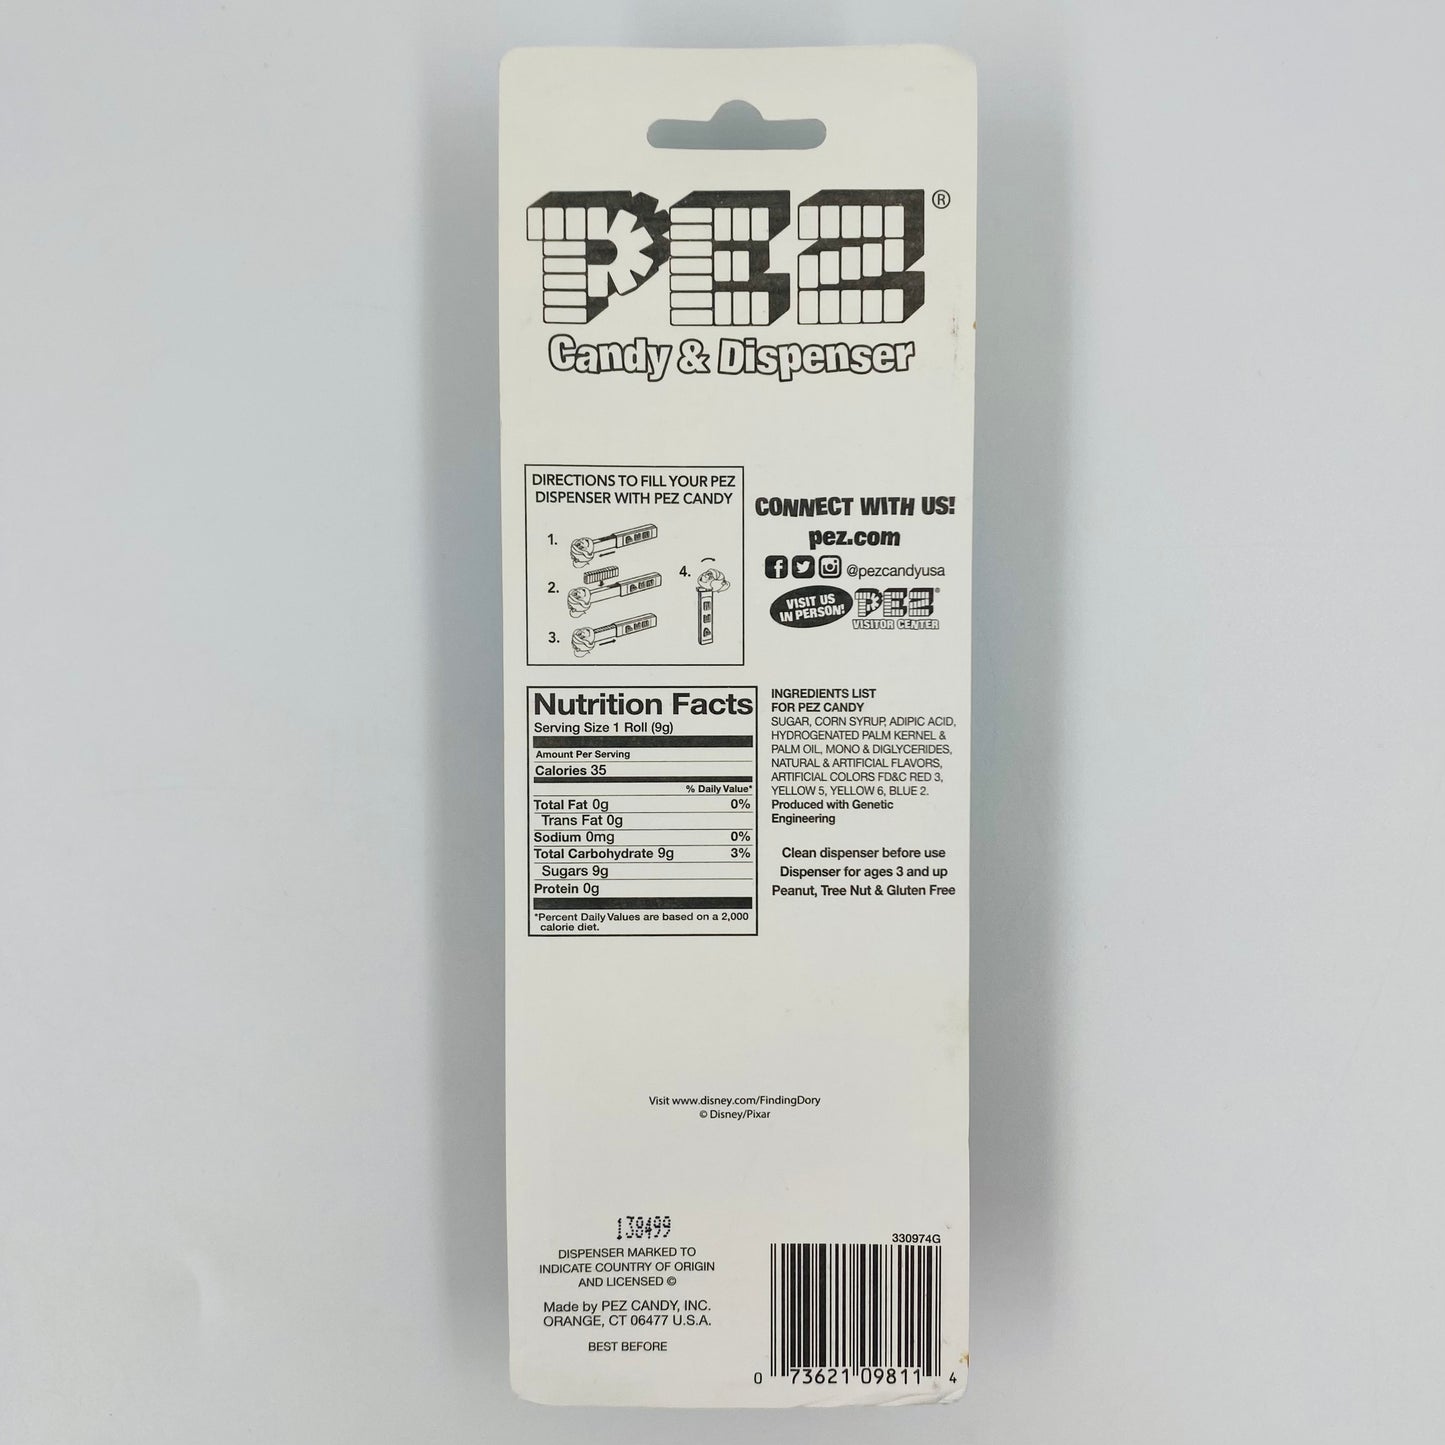 PEZ®
Candy & Dispenser
DIRECTIONS TO FILL YOUR PEZ
DISPENSER WITH PEZ CANDY
1.
2.
3.
4.
CONNECT WITH US!
pez.com
@pezcandyusa
VISIT US
IN PERSON!
PEZ®
VISITOR CENTER
Nutrition Facts
Serving Size 1 Roll (9g)
Amount Per Serving
Calories 35
% Daily Value*
Total Fat 0g 0%
Trans Fat 0g
Sodium 0mg 0%
Total Carbohydrate 9g 3%
Sugars 9g
Protein 0g
*Percent Daily Values are based on a 2,000
calorie diet.
INGREDIENTS LIST
FOR PEZ CANDY
SUGAR, CORN SYRUP, ADIPIC ACID,
HYDROGENATED PALM KERNEL &
PALM OIL, MONO & DIGLYCERIDES,
NATURAL & ARTIFICIAL FLAVORS,
ARTIFICIAL COLORS FD&C RED 3,
YELLOW 5, YELLOW 6, BLUE 2.
Produced with Genetic
Engineering
Clean dispenser before use
Dispenser for ages 3 and up
Peanut, Tree Nut & Gluten Free
Visit www.disney.com/FindingDory
© Disney/Pixar
138499
DISPENSER MARKED TO
INDICATE COUNTRY OF ORIGIN
AND LICENSED ©
Made by PEZ CANDY, INC.
ORANGE, CT 06477 U.S.A.
BEST BEFORE
330974G
0 73621 09811 4